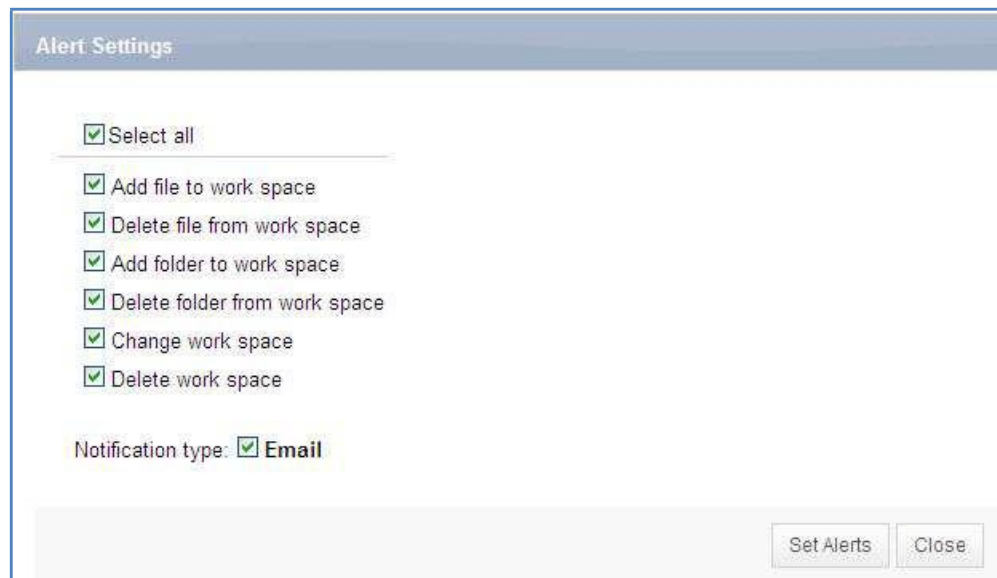 Alert Settings
Select all
Add file to work space
Delete file from work space
Add folder to work space
Delete folder from work space
Change work space
Delete work space
Notification type: Email
Set Alerts Close